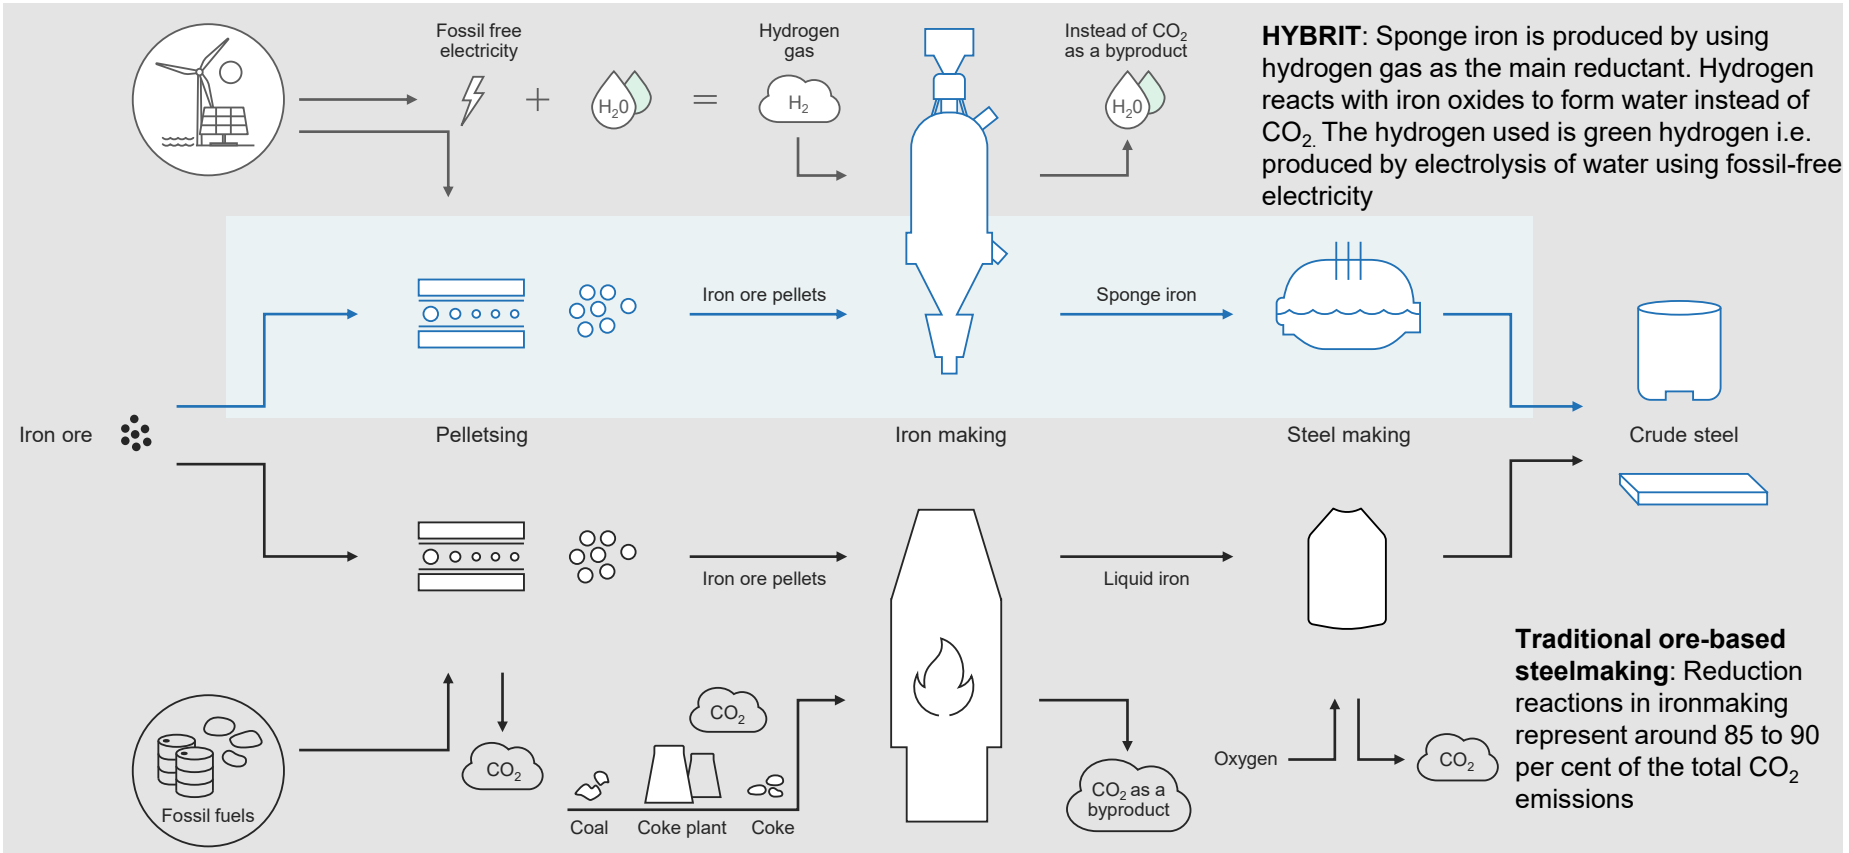 Fossil free
electricity
H₂0
Hydrogen
gas
H₂
Instead of CO₂
as a byproduct
H₂0
HYBRIT: Sponge iron is produced by using
hydrogen gas as the main reductant. Hydrogen
reacts with iron oxides to form water instead of
CO₂. The hydrogen used is green hydrogen i.e.
produced by electrolysis of water using fossil-free
electricity
Iron ore pellets
Sponge iron
Iron ore
Pelletsing
Iron making
Steel making
Crude steel
Iron ore pellets
Liquid iron
Fossil fuels
CO₂
CO₂
Coal
Coke plant
Coke
CO₂ as a
byproduct
Oxygen
CO₂
Traditional ore-based
steelmaking: Reduction
reactions in ironmaking
represent around 85 to 90
per cent of the total CO₂
emissions